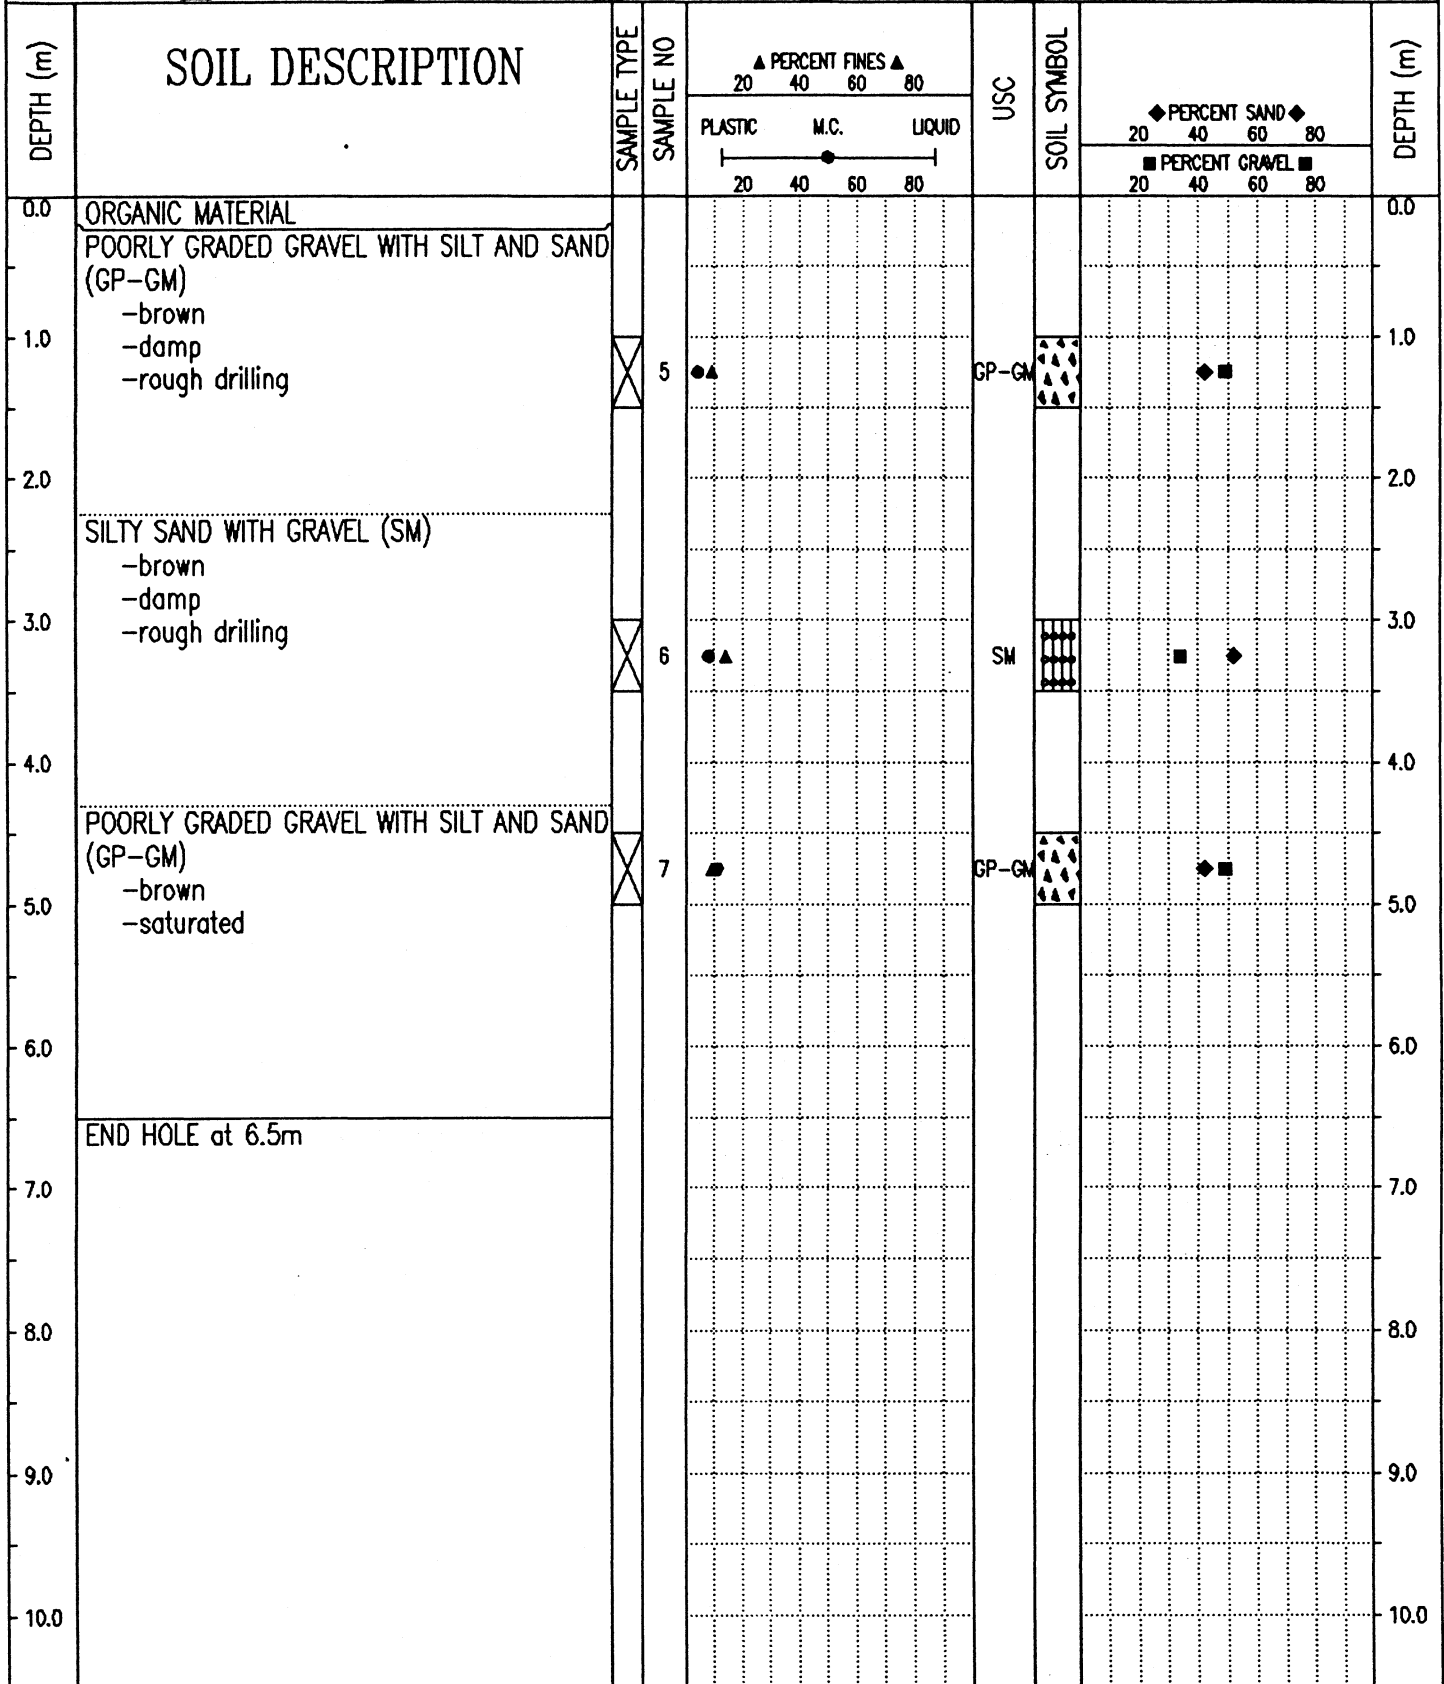 DEPTH (m)
SOIL DESCRIPTION
SAMPLE TYPE
SAMPLE NO
▲ PERCENT FINES ▲
20 40 60 80
PLASTIC M.C. LIQUID
20 40 60 80
USC
SOIL SYMBOL
◆ PERCENT SAND ◆
20 40 60 80
■ PERCENT GRAVEL ■
20 40 60 80
DEPTH (m)
0.0
ORGANIC MATERIAL
0.0
POORLY GRADED GRAVEL WITH SILT AND SAND
(GP-GM)
-brown
1.0
-damp
1.0
-rough drilling
5
GP-GM
2.0
2.0
SILTY SAND WITH GRAVEL (SM)
-brown
-damp
3.0
-rough drilling
3.0
6
SM
4.0
4.0
POORLY GRADED GRAVEL WITH SILT AND SAND
(GP-GM)
7
GP-GM
-brown
5.0
-saturated
5.0
6.0
6.0
END HOLE at 6.5m
7.0
7.0
8.0
8.0
9.0
9.0
10.0
10.0